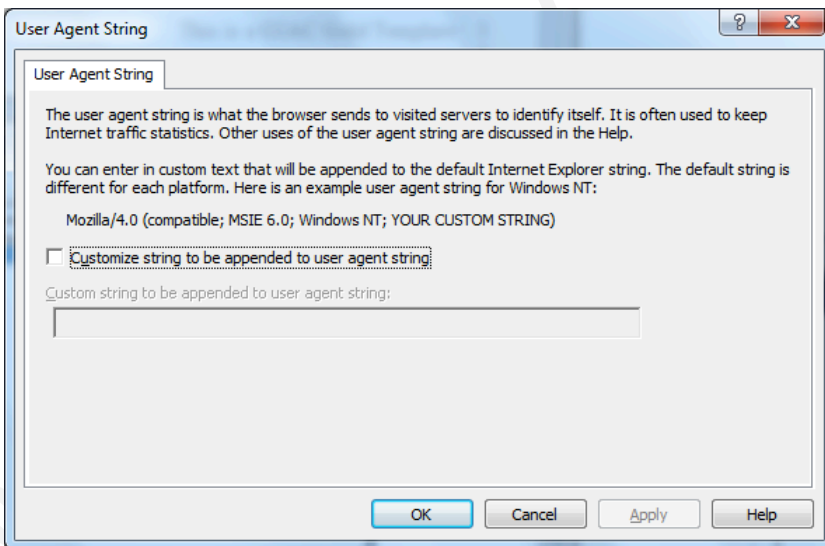 User Agent String
User Agent String
The user agent string is what the browser sends to visited servers to identify itself. It is often used to keep
Internet traffic statistics. Other uses of the user agent string are discussed in the Help.
You can enter in custom text that will be appended to the default Internet Explorer string. The default string is
different for each platform. Here is an example user agent string for Windows NT:
Mozilla/4.0 (compatible; MSIE 6.0; Windows NT; YOUR CUSTOM STRING)
Customize string to be appended to user agent string
Custom string to be appended to user agent string:
OK Cancel Apply Help